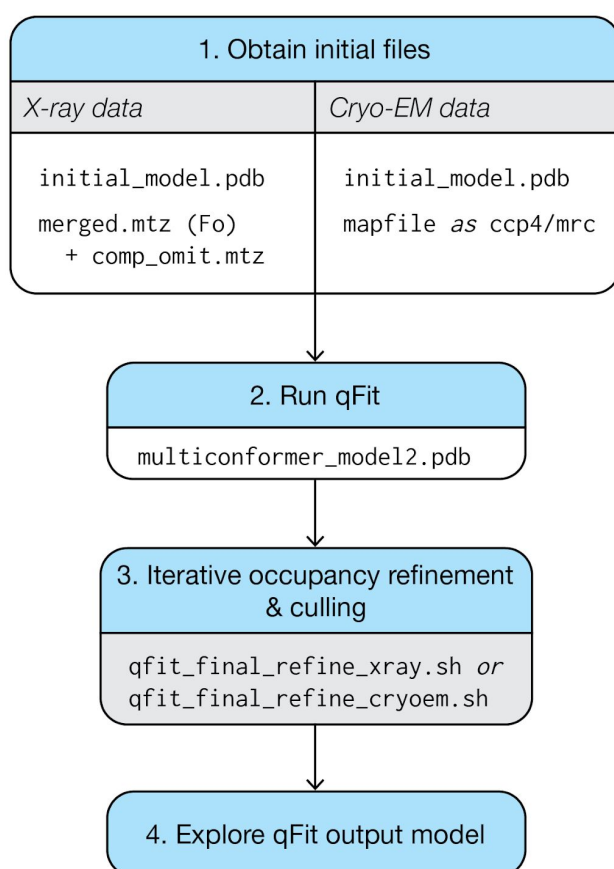 1. Obtain initial files
X-ray data
Cryo-EM data
initial_model.pdb
merged.mtz (Fo)
+ comp_omit.mtz
initial_model.pdb
mapfile as ccp4/mrc
2. Run qFit
multiconformer_model2.pdb
3. Iterative occupancy refinement
& culling
qfit_final_refine_xray.sh or
qfit_final_refine_cryoem.sh
4. Explore qFit output model